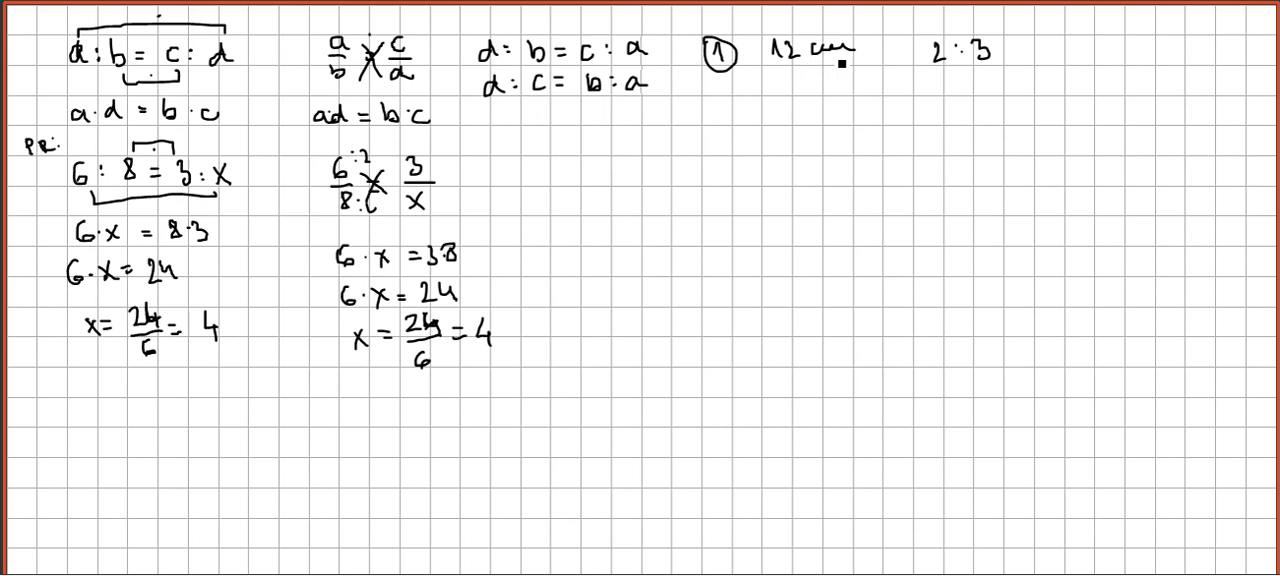 a : b = c : d
a · d = b · c
PR:
6 : 8 = 3 : x
6 · x = 8 · 3
6 · x = 24
x = 24/6 = 4
a/b = c/d
ad = b · c
6:2/8:2 = 3/x
6 · x = 3·8
6 · x = 24
x = 24/6 = 4
d : b = c : a
d : c = b : a
① 12 cm 2 : 3